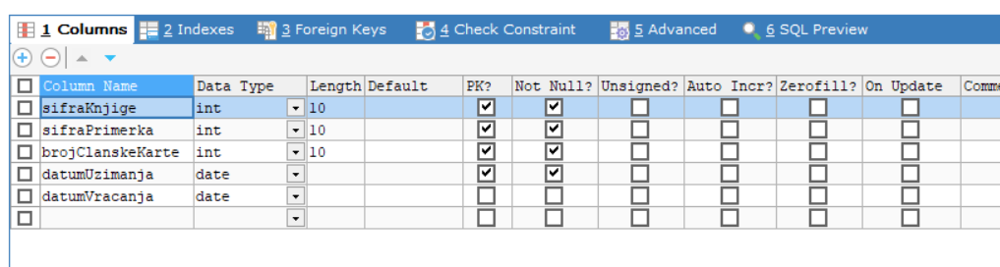 1 Columns 2 Indexes 3 Foreign Keys 4 Check Constraint 5 Advanced 6 SQL Preview
Column Name Data Type Length Default PK? Not Null? Unsigned? Auto Incr? Zerofill? On Update
sifraKnjige int 10
sifraPrimerka int 10
brojClanskeKarte int 10
datumUzimanja date
datumVracanja date